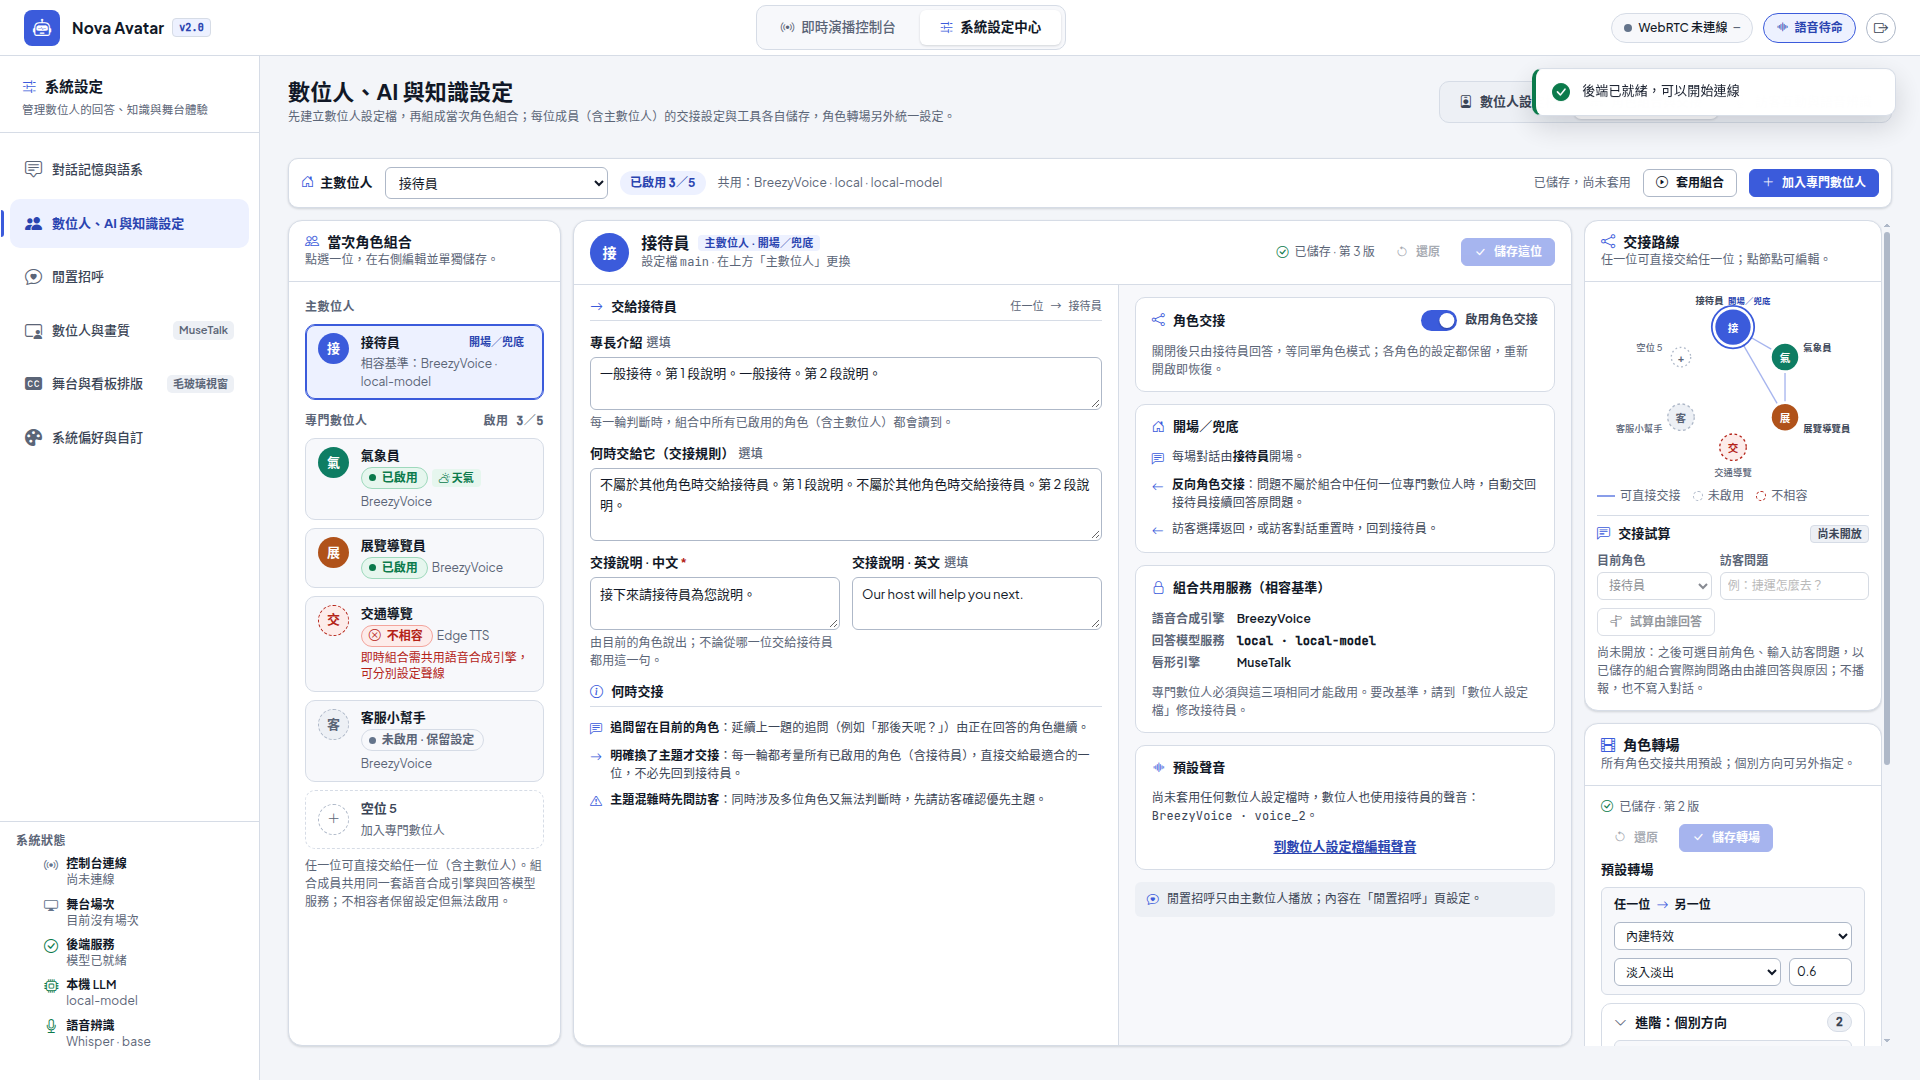 Nova Avatar v2.0
即時演播控制台
系統設定中心
WebRTC 未連線 –
語音待命
系統設定
管理數位人的回答、知識與舞台體驗
對話記憶與語系
數位人、AI 與知識設定
閒置招呼
數位人與畫質 MuseTalk
舞台與看板排版 毛玻璃視窗
系統偏好與自訂
系統狀態
控制台連線
尚未連線
舞台場次
目前沒有場次
後端服務
模型已就緒
本機 LLM
local-model
語音辨識
Whisper · base
數位人、AI 與知識設定
先建立數位人設定檔，再組成當次角色組合；每位成員（含主數位人）的交接設定與工具各自儲存，角色轉場另外統一設定。
數位人設
後端已就緒，可以開始連線
主數位人 接待員 已啟用 3／5 共用：BreezyVoice · local · local-model
已儲存，尚未套用 套用組合 + 加入專門數位人
當次角色組合
點選一位，在右側編輯並單獨儲存。
主數位人
接 接待員 開場／兜底
相容基準：BreezyVoice ·
local-model
專門數位人 啟用 3／5
氣 氣象員
已啟用 天氣
BreezyVoice
展 展覽導覽員
已啟用 BreezyVoice
交 交通導覽
不相容 Edge TTS
即時組合需共用語音合成引擎，
可分別設定聲線
客 客服小幫手
未啟用 · 保留設定
BreezyVoice
+ 空位 5
加入專門數位人
任一位可直接交給任一位（含主數位人）。組
合成員共用同一套語音合成引擎與回答模型
服務；不相容者保留設定但無法啟用。
接 接待員 主數位人 · 開場／兜底
設定檔 main · 在上方「主數位人」更換
已儲存 · 第 3 版 還原 儲存這位
→ 交給接待員 任一位 → 接待員
專長介紹 選填
一般接待。第 1 段說明。一般接待。第 2 段說明。
每一輪判斷時，組合中所有已啟用的角色（含主數位人）都會讀到。
何時交給它（交接規則） 選填
不屬於其他角色時交給接待員。第 1 段說明。不屬於其他角色時交給接待員。第 2 段說
明。
交接說明 · 中文 * 交接說明 · 英文 選填
接下來請接待員為您說明。 Our host will help you next.
由目前的角色說出；不論從哪一位交給接待員
都用這一句。
何時交接
追問留在目前的角色：延續上一題的追問（例如「那後天呢？」）由正在回答的角色繼續。
→ 明確換了主題才交接：每一輪都考量所有已啟用的角色（含接待員），直接交給最適合的一
位，不必先回到接待員。
主題混雜時先問訪客：同時涉及多位角色又無法判斷時，先請訪客確認優先主題。
角色交接 啟用角色交接
關閉後只由接待員回答，等同單角色模式；各角色的設定都保留，重新
開啟即恢復。
開場／兜底
每場對話由接待員開場。
← 反向角色交接：問題不屬於組合中任何一位專門數位人時，自動交回
接待員接續回答原問題。
← 訪客選擇返回，或訪客對話重置時，回到接待員。
組合共用服務（相容基準）
語音合成引擎 BreezyVoice
回答模型服務 local · local-model
唇形引擎 MuseTalk
專門數位人必須與這三項相同才能啟用。要改基準，請到「數位人設定
檔」修改接待員。
預設聲音
尚未套用任何數位人設定檔時，數位人也使用接待員的聲音：
BreezyVoice · voice_2。
到數位人設定檔編輯聲音
閒置招呼只由主數位人播放；內容在「閒置招呼」頁設定。
交接路線
任一位可直接交給任一位；點節點可編輯。
接待員 開場／兜底
接
空位 5 +
氣 氣象員
客服小幫手 客
展 展覽導覽員
交
交通導覽
可直接交接 未啟用 不相容
交接試算 尚未開放
目前角色 訪客問題
接待員 例：捷運怎麼去？
試算由誰回答
尚未開放：之後可選目前角色、輸入訪客問題，以
已儲存的組合實際詢問路由由誰回答與原因；不播
報，也不寫入對話。
角色轉場
所有角色交接共用預設；個別方向可另外指定。
已儲存 · 第 2 版
還原 儲存轉場
預設轉場
任一位 → 另一位
內建特效
淡入淡出 0.6
進階：個別方向 2